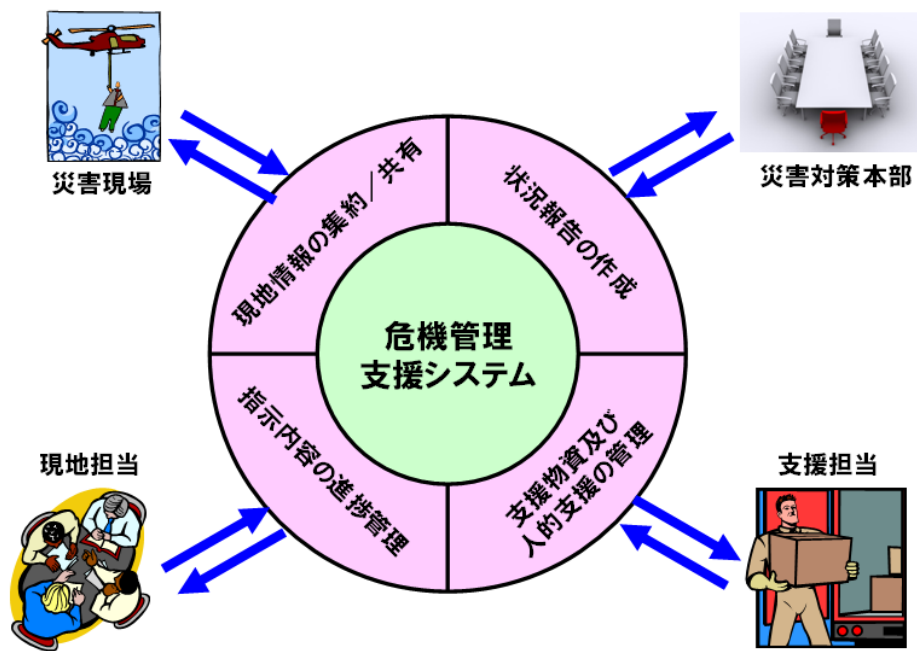 災害現場
災害対策本部
現地情報の集約／共有
状況報告の作成
危機管理
支援システム
指示内容の進捗管理
支援物資及び
人的支援の管理
現地担当
支援担当